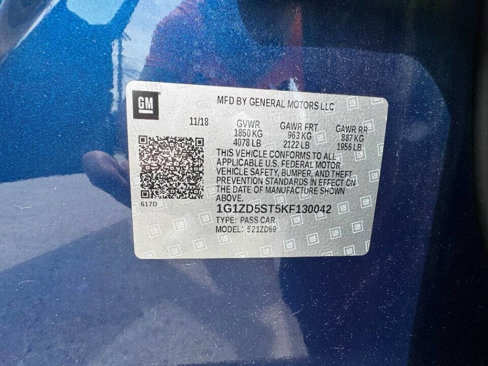 GM
MFD BY GENERAL MOTORS LLC
11/18 GVWR GAWR FRT GAWR RR
1850 KG 963 KG 887 KG
4078 LB 2122 LB 1956 LB
THIS VEHICLE CONFORMS TO ALL
APPLICABLE U.S. FEDERAL MOTOR
VEHICLE SAFETY, BUMPER, AND THEFT
PREVENTION STANDARDS IN EFFECT ON
THE DATE OF MANUFACTURE SHOWN
ABOVE.
617D
1G1ZD5ST5KF130042
TYPE: PASS CAR
MODEL: 521ZD69